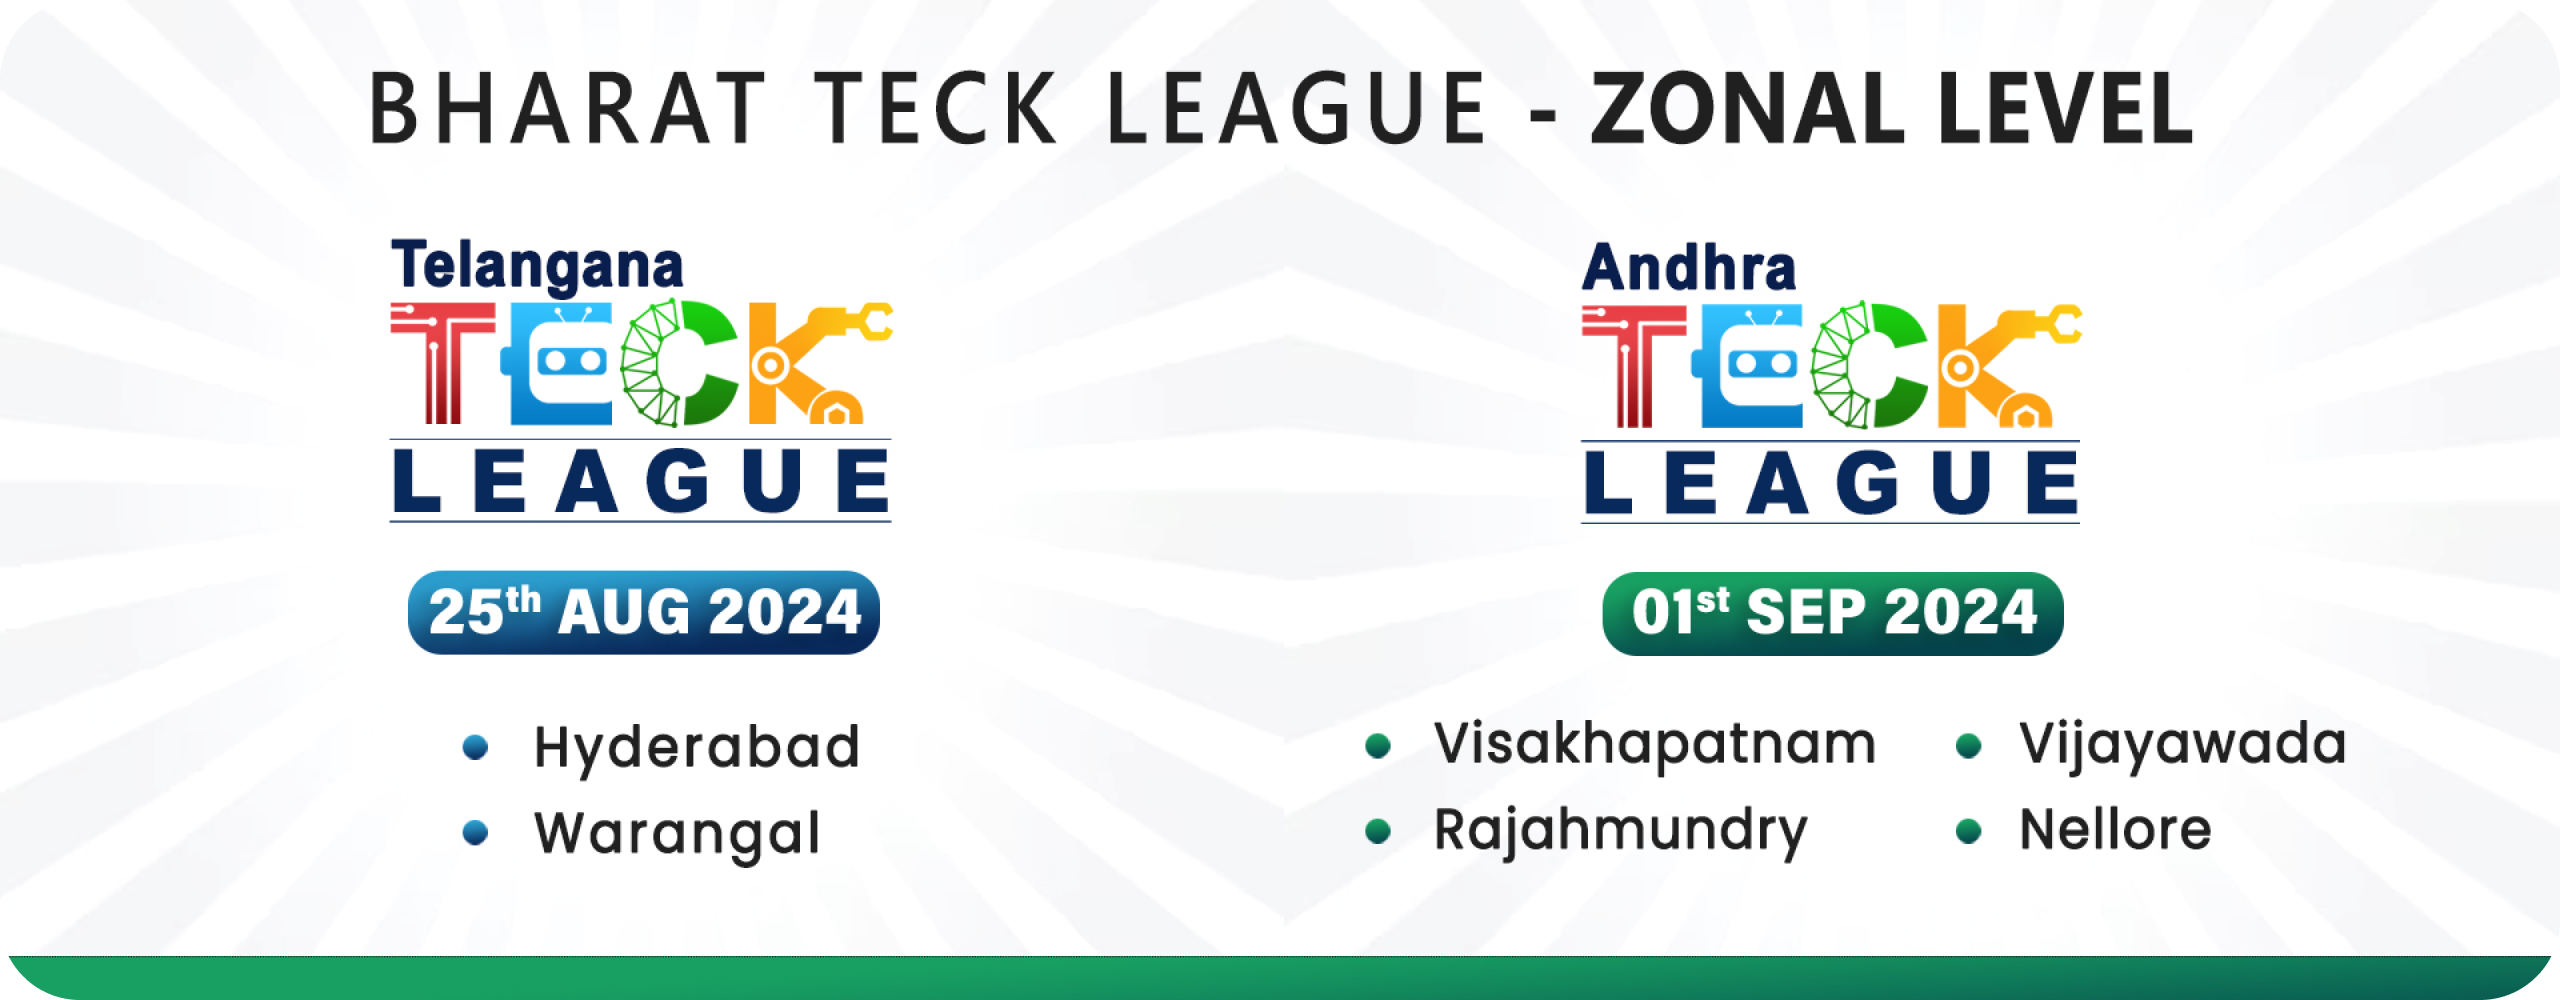 BHARAT TECK LEAGUE - ZONAL LEVEL
Telangana
TECK
LEAGUE
25th AUG 2024
Hyderabad
Warangal
Andhra
TECK
LEAGUE
01st SEP 2024
Visakhapatnam
Vijayawada
Rajahmundry
Nellore